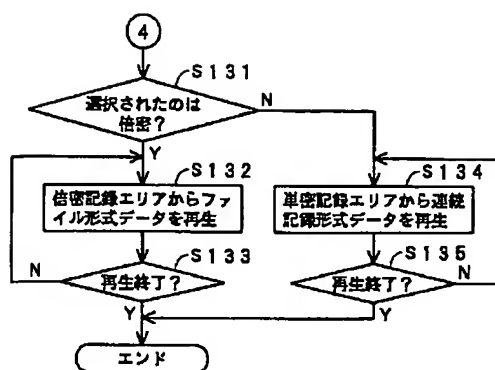 4
S131
選択されたのは
倍密?
N
Y
S132
S134
倍密記録エリアからファ
イル形式データを再生
単密記録エリアから連続
記録形式データを再生
S133
S135
N
再生終了?
再生終了?
N
Y
Y
エンド